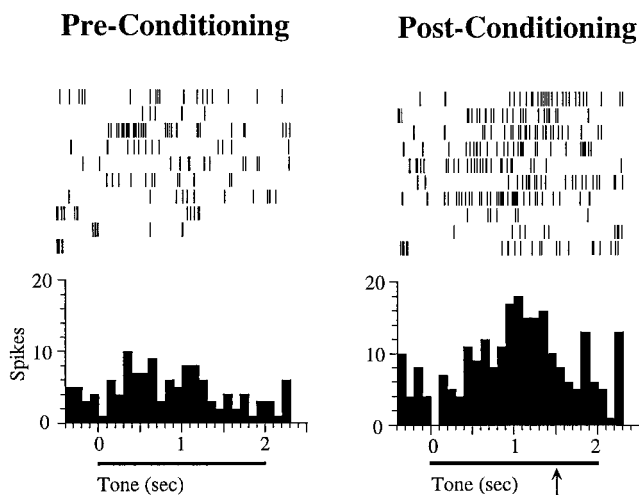 Pre-Conditioning
Post-Conditioning
20
10
0
Spikes
0 1 2
Tone (sec)
20
10
0
0 1 2
Tone (sec)